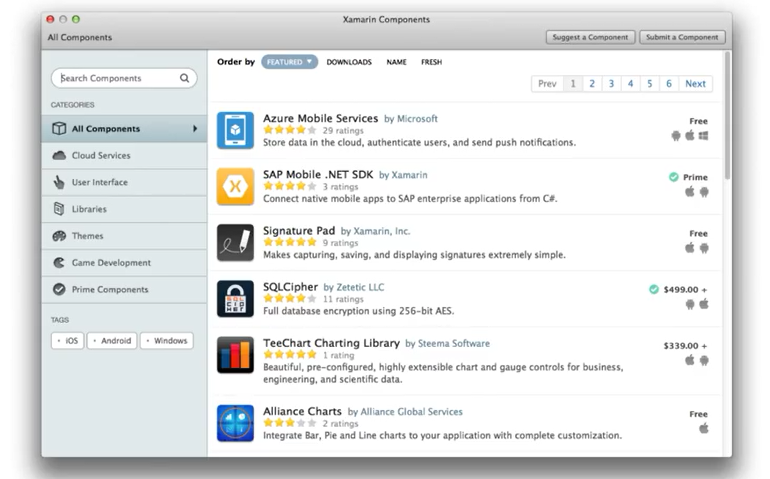 Xamarin Components
All Components
Suggest a Component
Submit a Component
Search Components
CATEGORIES
All Components
Cloud Services
User Interface
Libraries
Themes
Game Development
Prime Components
TAGS
iOS
Android
Windows
Order by FEATURED DOWNLOADS NAME FRESH
Prev 1 2 3 4 5 6 Next
Azure Mobile Services by Microsoft
29 ratings
Store data in the cloud, authenticate users, and send push notifications.
Free
SAP Mobile .NET SDK by Xamarin
3 ratings
Connect native mobile apps to SAP enterprise applications from C#.
Prime
Signature Pad by Xamarin, Inc.
9 ratings
Makes capturing, saving, and displaying signatures extremely simple.
Free
SQL
CIP
HER
SQLCipher by Zetetic LLC
11 ratings
Full database encryption using 256-bit AES.
$499.00 +
TeeChart Charting Library by Steema Software
1 rating
Beautiful, pre-configured, highly extensible chart and gauge controls for business,
engineering, and scientific data.
$339.00 +
Alliance Charts by Alliance Global Services
2 ratings
Integrate Bar, Pie and Line charts to your application with complete customization.
Free